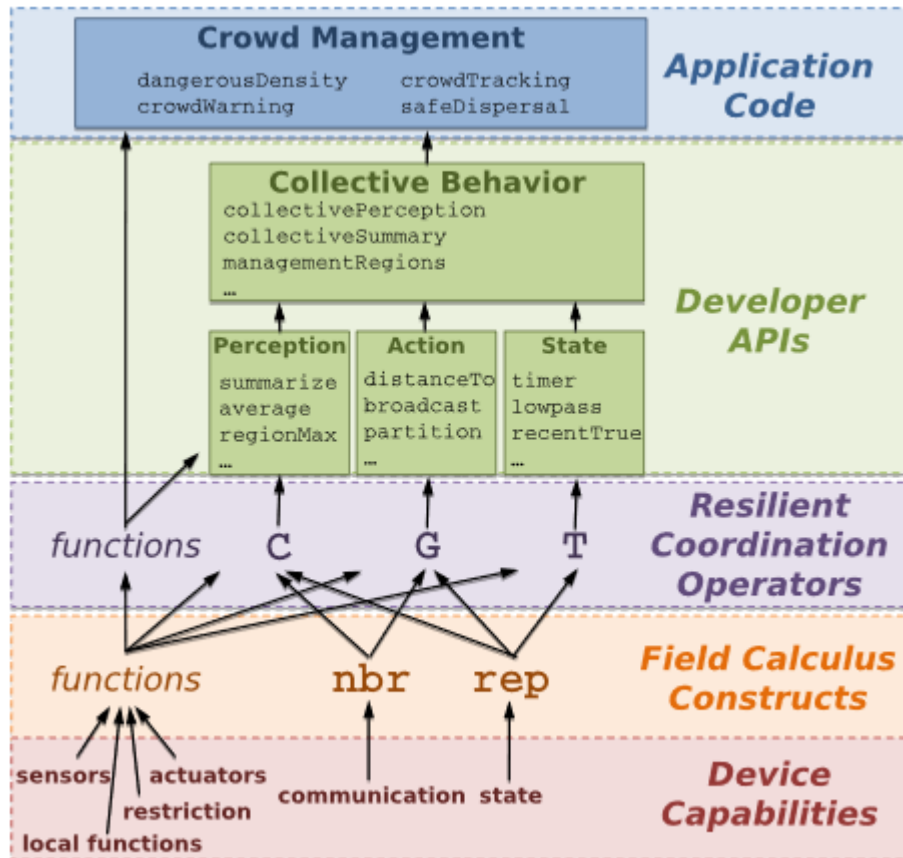 Crowd Management
dangerousDensity crowdTracking
crowdWarning safeDispersal
Application
Code
Collective Behavior
collectivePerception
collectiveSummary
managementRegions
…
Developer
APIs
Perception
summarize
average
regionMax
…
Action
distanceTo
broadcast
partition
…
State
timer
lowpass
recentTrue
…
functions C G T
Resilient
Coordination
Operators
functions nbr rep
Field Calculus
Constructs
sensors actuators
restriction
local functions
communication state
Device
Capabilities